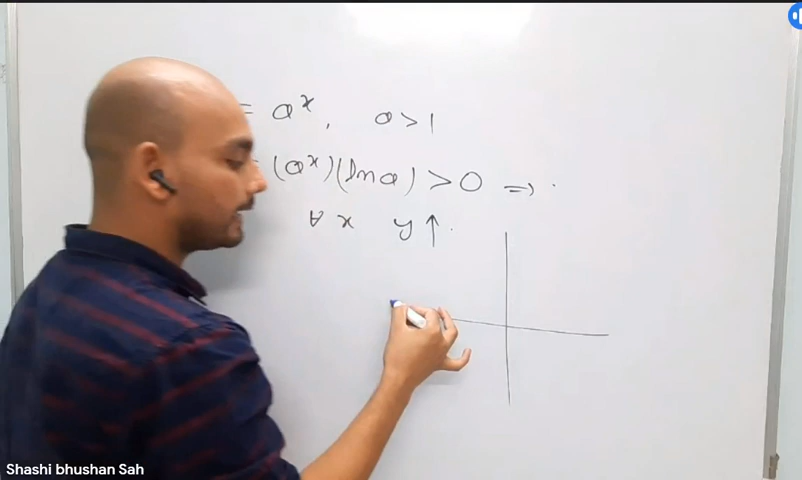 = aˣ, a>1
= (aˣ)(ln a) > 0 ⇒
∀ x y↑.
Shashi bhushan Sah